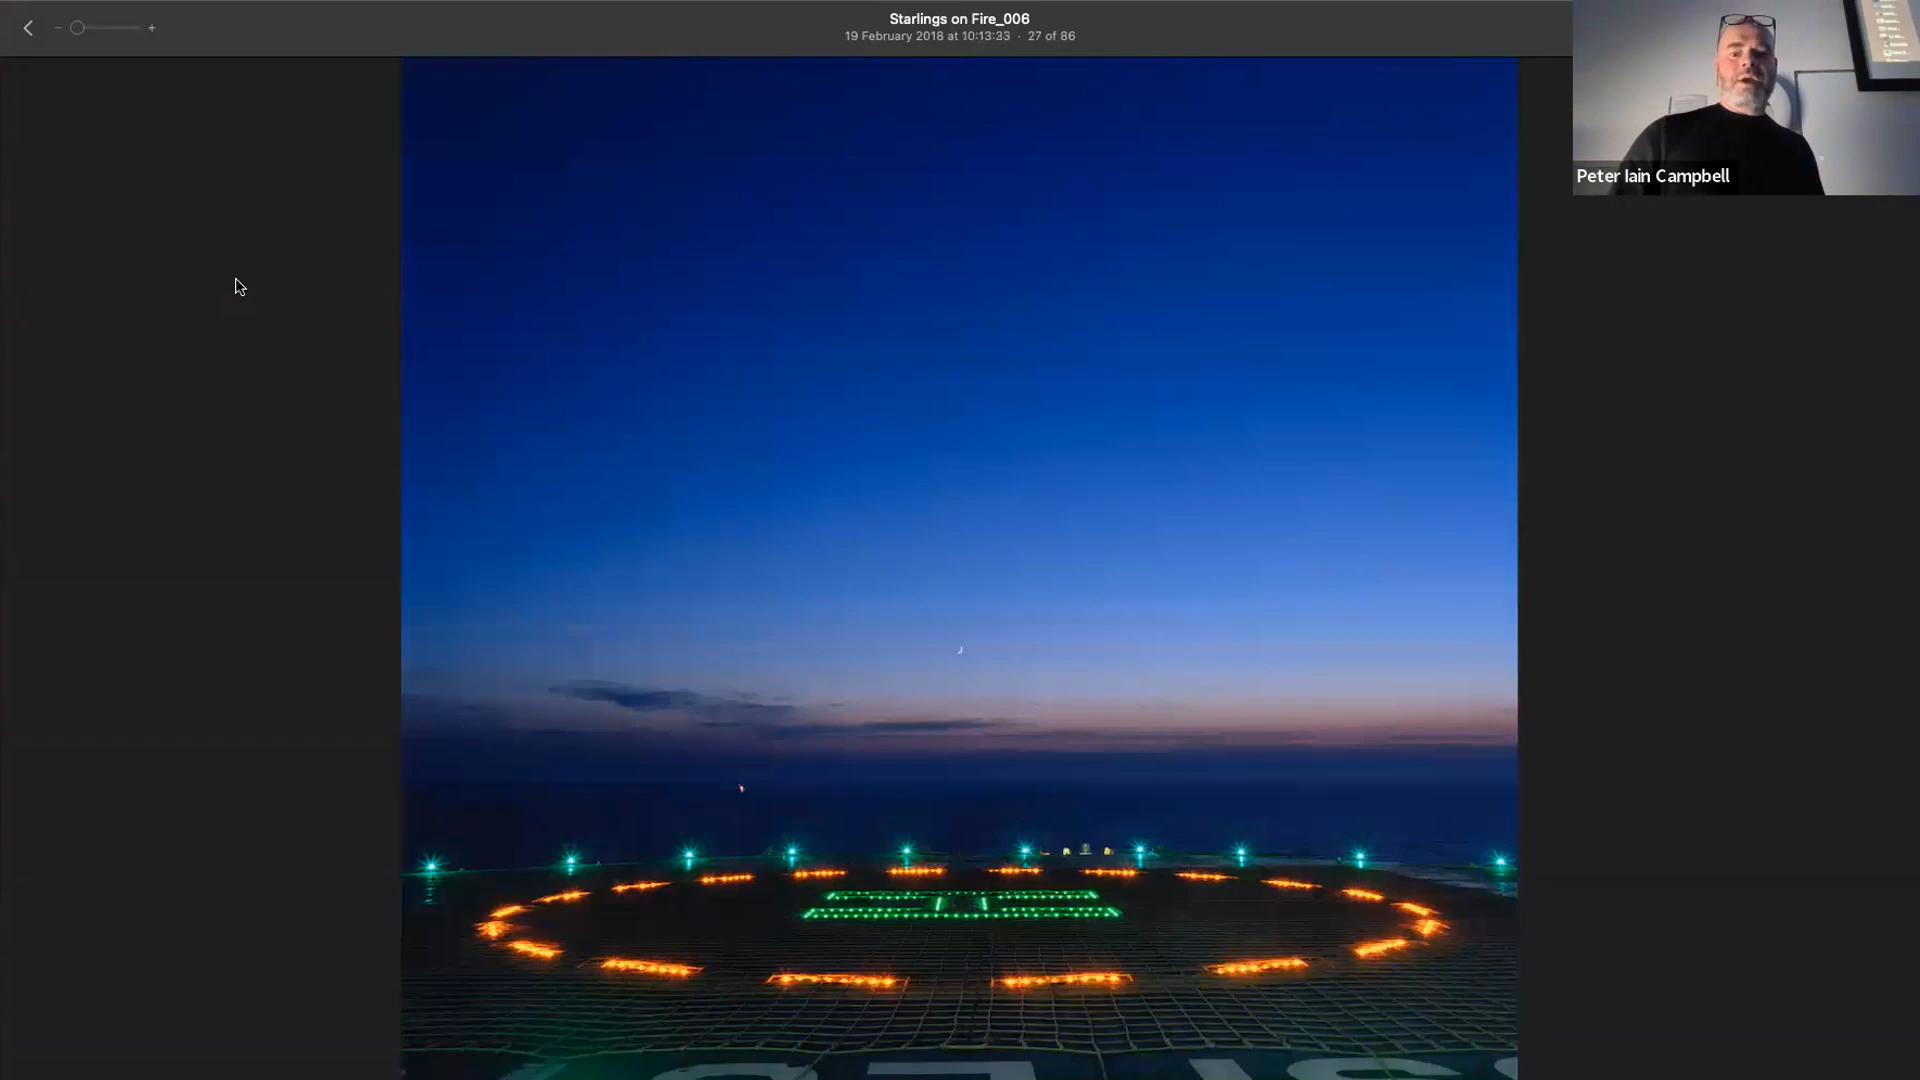 Starlings on Fire_006
19 February 2018 at 10:13:33 · 27 of 86
Peter Iain Campbell
H